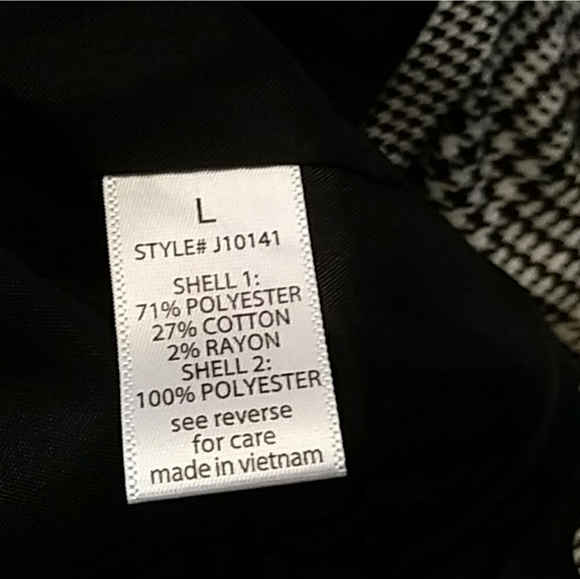 L
STYLE# J10141
SHELL 1:
71% POLYESTER
27% COTTON
2% RAYON
SHELL 2:
100% POLYESTER
see reverse
for care
made in vietnam